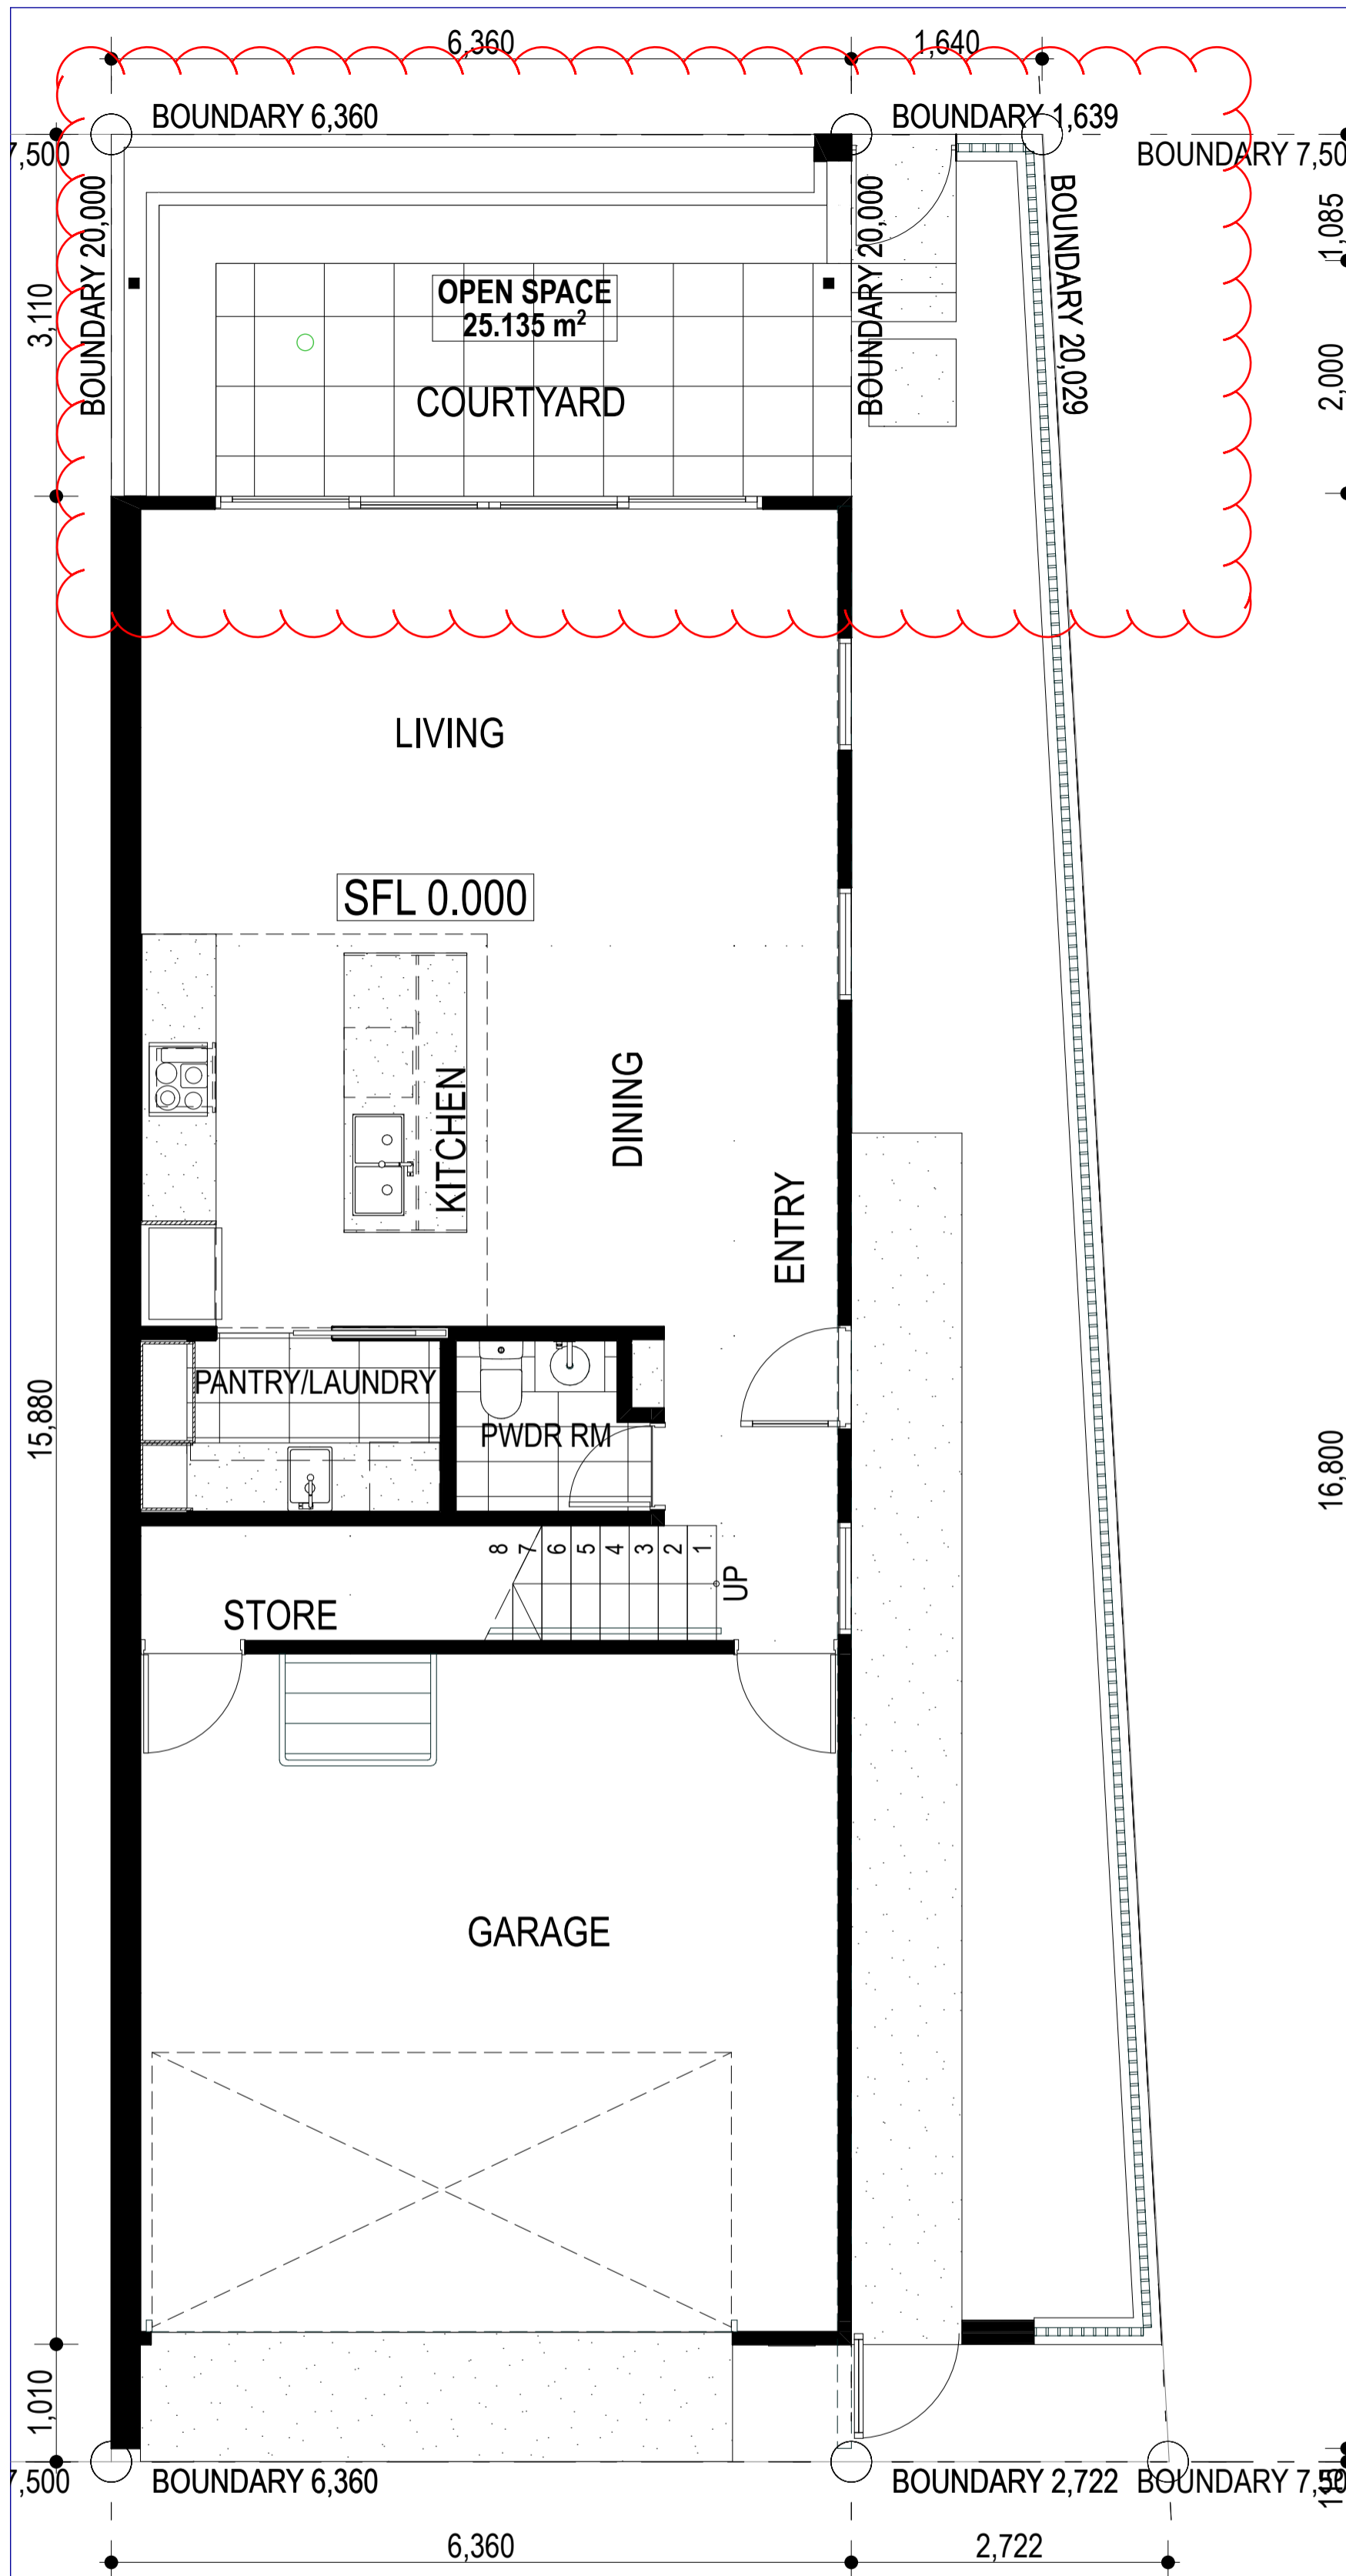 6,360
1,640
BOUNDARY 6,360
BOUNDARY 1,639
7,500
BOUNDARY 7,50
BOUNDARY 20,000
BOUNDARY 20,000
BOUNDARY 20,029
1,085
3,110
OPEN SPACE
25.135 m²
2,000
COURTYARD
LIVING
SFL 0.000
KITCHEN
DINING
ENTRY
PANTRY/LAUNDRY
PWDR RM
15,880
16,800
8 7 6 5 4 3 2 1
UP
STORE
GARAGE
1,010
7,500
BOUNDARY 6,360
BOUNDARY 2,722
BOUNDARY 7,50
6,360
2,722